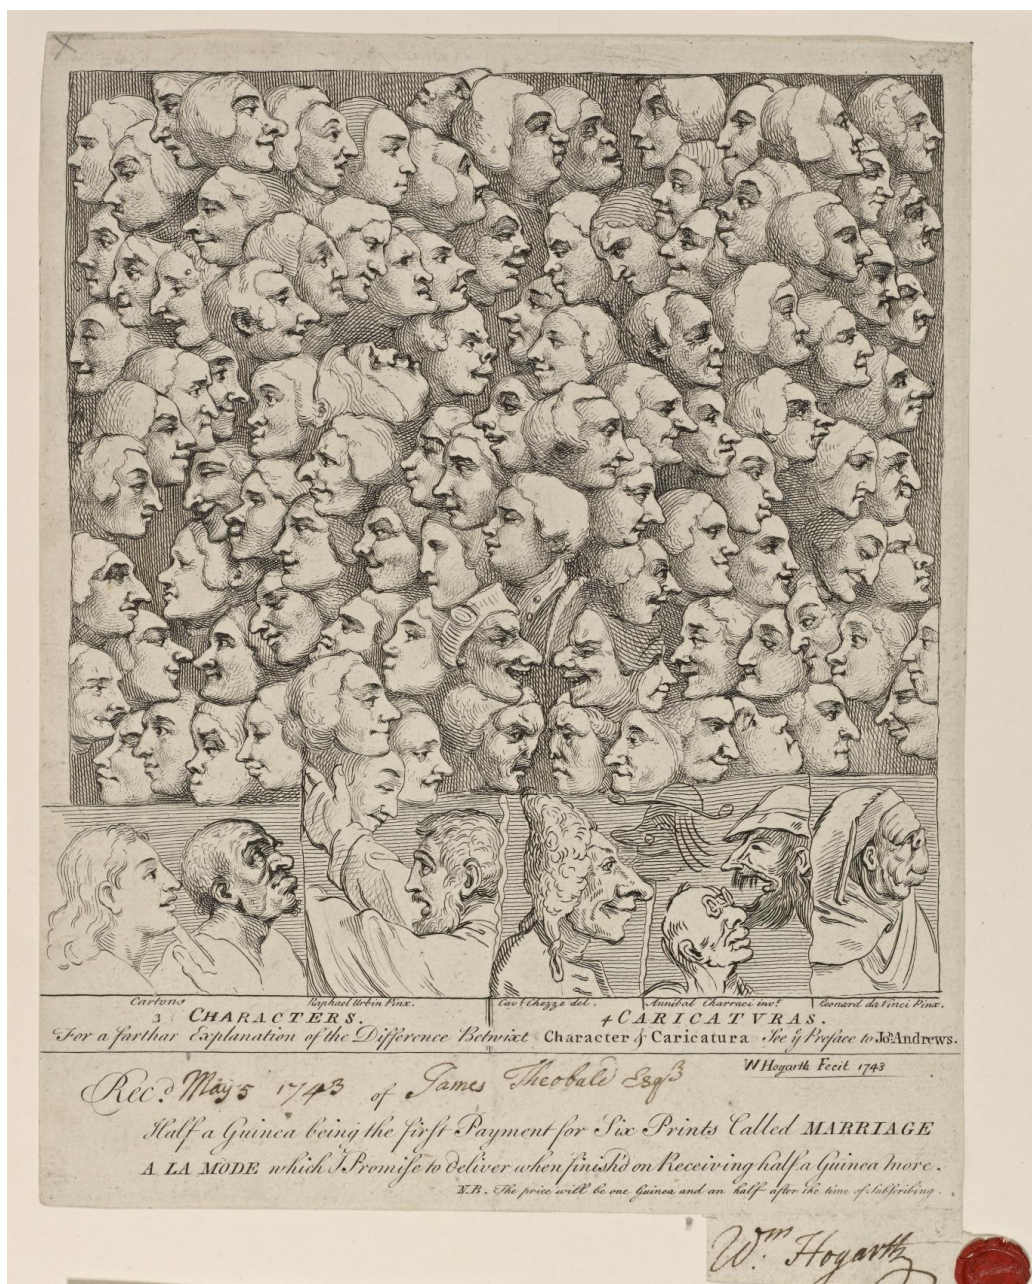 Cartons Raphael Urbin Pinx. Cav.r Chezze del. Annibal Charraci inv.t Leonard da Vinci Pinx.
3 CHARACTERS. 4 CARICATVRAS.
For a farthar Explanation of the Difference Betwixt Character & Caricatura See ye Preface to Jos. Andrews.
W Hogarth Fecit 1743
Rec.d May 5 1743 of James Theobald Esq.r
Half a Guinea being the first Payment for Six Prints Called MARRIAGE
A LA MODE which I Promise to deliver when finish'd on Receiving half a Guinea more.
N.B. The price will be one Guinea and an half after the time of Subscribing.
W.m Hogarth